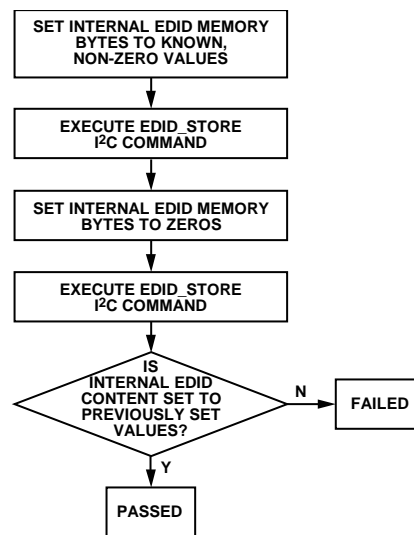 SET INTERNAL EDID MEMORY
BYTES TO KNOWN,
NON-ZERO VALUES
EXECUTE EDID_STORE
I²C COMMAND
SET INTERNAL EDID MEMORY
BYTES TO ZEROS
EXECUTE EDID_STORE
I²C COMMAND
IS
INTERNAL EDID
CONTENT SET TO
PREVIOUSLY SET
VALUES?
N
FAILED
Y
PASSED